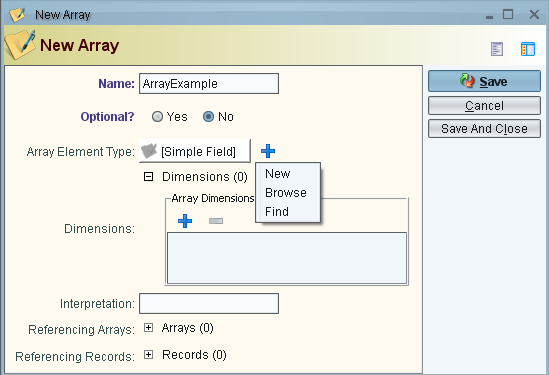 New Array
New Array
Name: ArrayExample
Save
Cancel
Optional? Yes No
Save And Close
Array Element Type: [Simple Field]
New
Browse
Find
Dimensions (0)
Array Dimensions
Dimensions:
Interpretation:
Referencing Arrays: Arrays (0)
Referencing Records: Records (0)